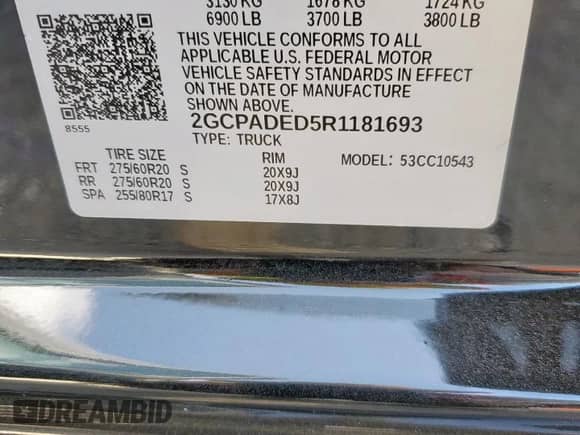 3130 KG 1678 KG 1724 KG
6900 LB 3700 LB 3800 LB
THIS VEHICLE CONFORMS TO ALL
APPLICABLE U.S. FEDERAL MOTOR
VEHICLE SAFETY STANDARDS IN EFFECT
ON THE DATE OF MANUFACTURE
SHOWN ABOVE.
8555
2GCPADED5R1181693
TYPE: TRUCK
TIRE SIZE RIM MODEL: 53CC10543
FRT 275/60R20 S 20X9J
RR 275/60R20 S 20X9J
SPA 255/80R17 S 17X8J
DREAMBID